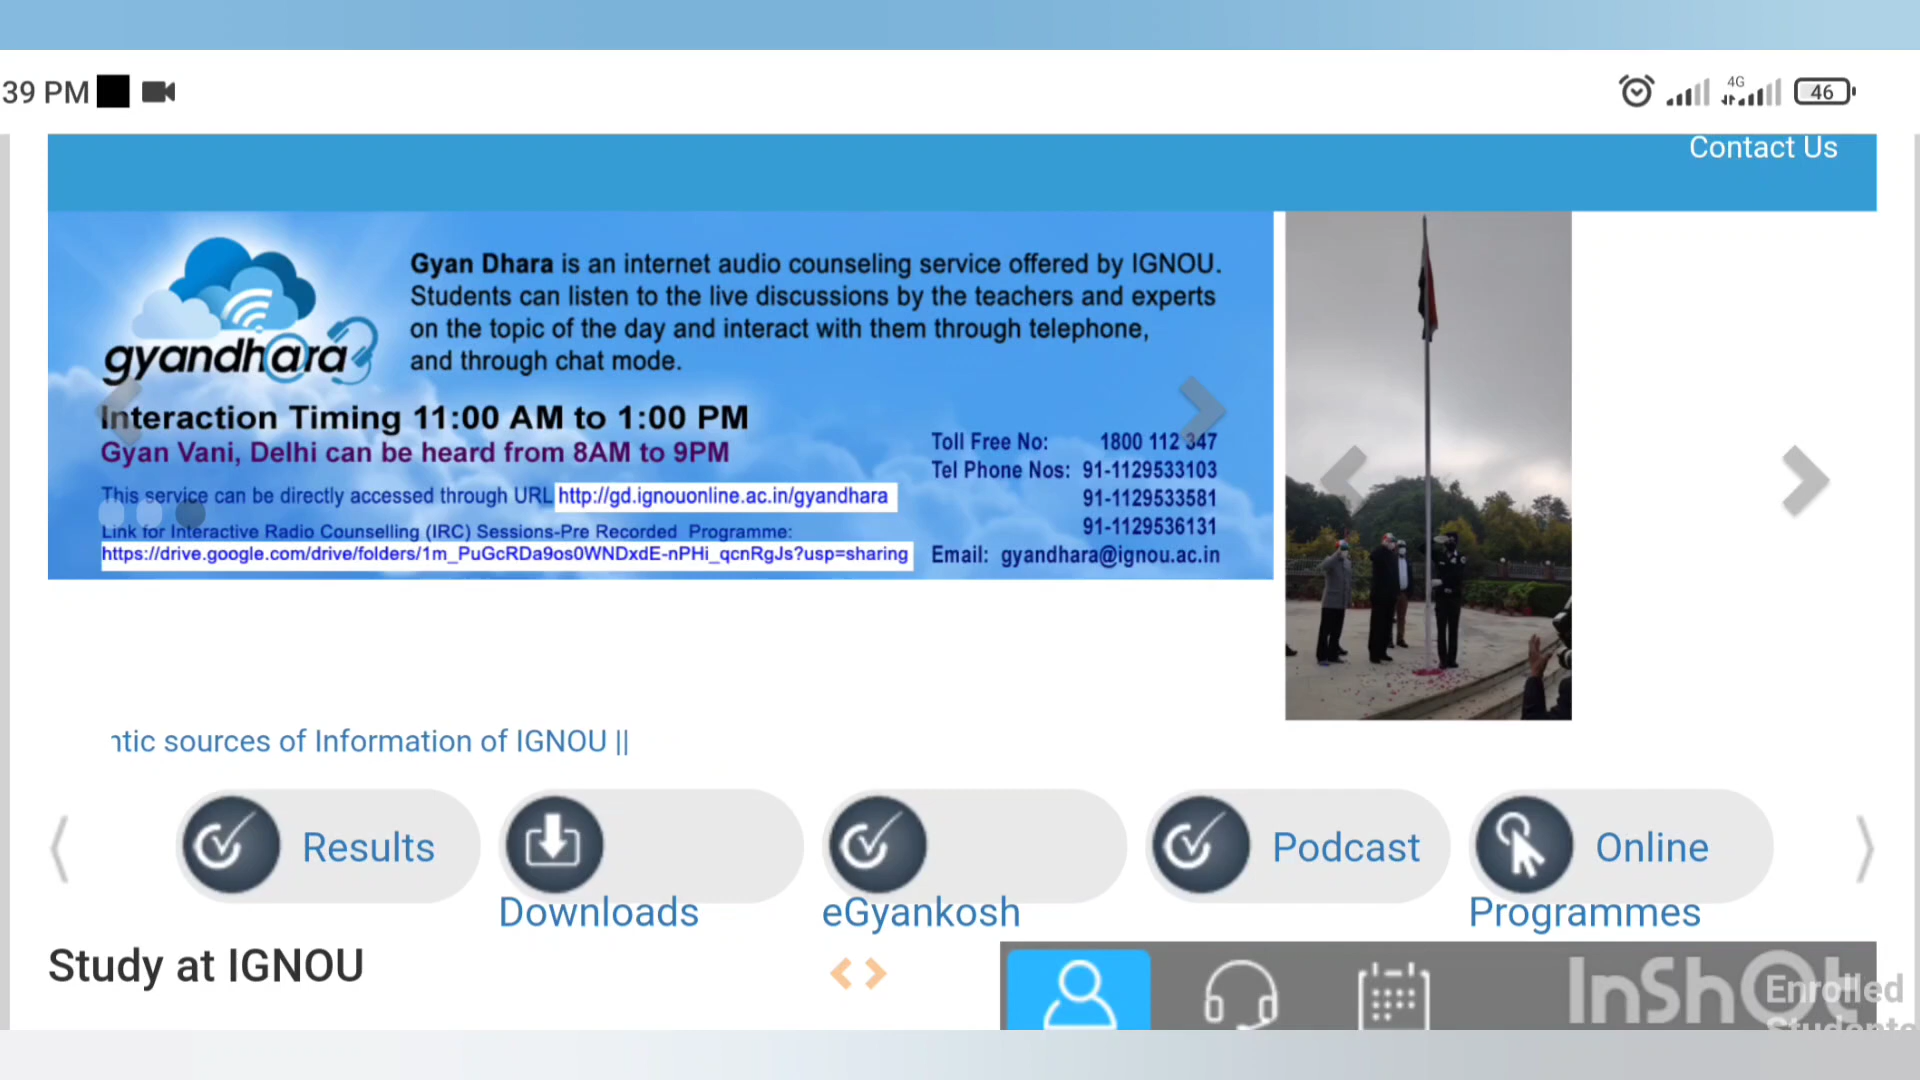 39 PM
4G
46
Contact Us
gyandhara
Gyan Dhara is an internet audio counseling service offered by IGNOU.
Students can listen to the live discussions by the teachers and experts
on the topic of the day and interact with them through telephone,
and through chat mode.
Interaction Timing 11:00 AM to 1:00 PM
Gyan Vani, Delhi can be heard from 8AM to 9PM
This service can be directly accessed through URL http://gd.ignouonline.ac.in/gyandhara
Link for Interactive Radio Counselling (IRC) Sessions-Pre Recorded Programme:
https://drive.google.com/drive/folders/1m_PuGcRDa9os0WNDxdE-nPHi_qcnRgJs?usp=sharing
Toll Free No: 1800 112 347
Tel Phone Nos: 91-1129533103
91-1129533581
91-1129536131
Email: gyandhara@ignou.ac.in
ntic sources of Information of IGNOU ||
Results
Downloads
eGyankosh
Podcast
Online
Programmes
Study at IGNOU
InShOt
Enrolled
Students